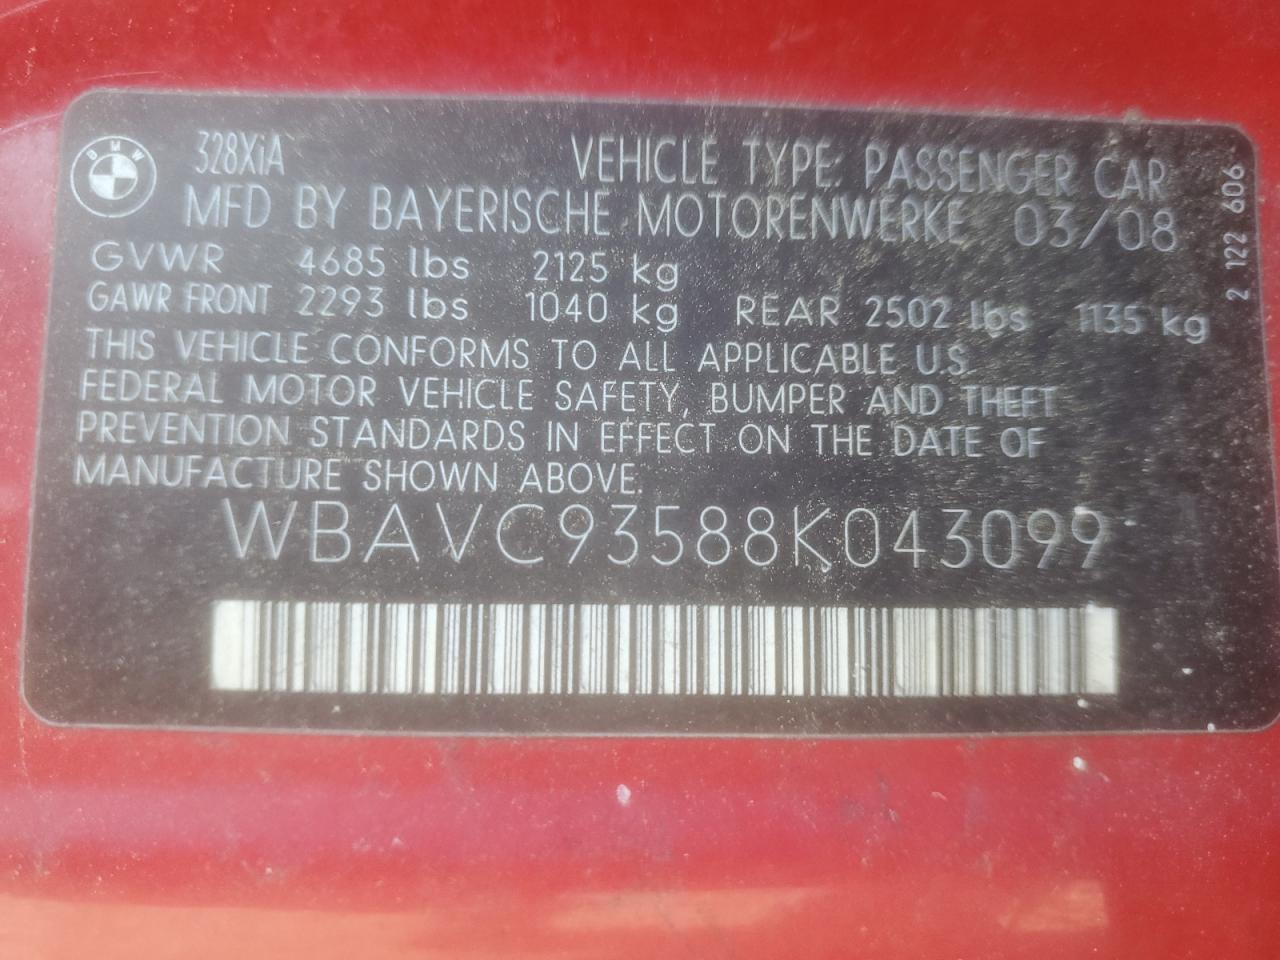 BMW
328XiA
VEHICLE TYPE: PASSENGER CAR
MFD BY BAYERISCHE MOTORENWERKE 03/08
GVWR 4685 lbs 2125 kg
GAWR FRONT 2293 lbs 1040 kg REAR 2502 lbs 1135 kg
THIS VEHICLE CONFORMS TO ALL APPLICABLE U.S.
FEDERAL MOTOR VEHICLE SAFETY, BUMPER AND THEFT
PREVENTION STANDARDS IN EFFECT ON THE DATE OF
MANUFACTURE SHOWN ABOVE.
WBAVC93588K043099
2 122 606